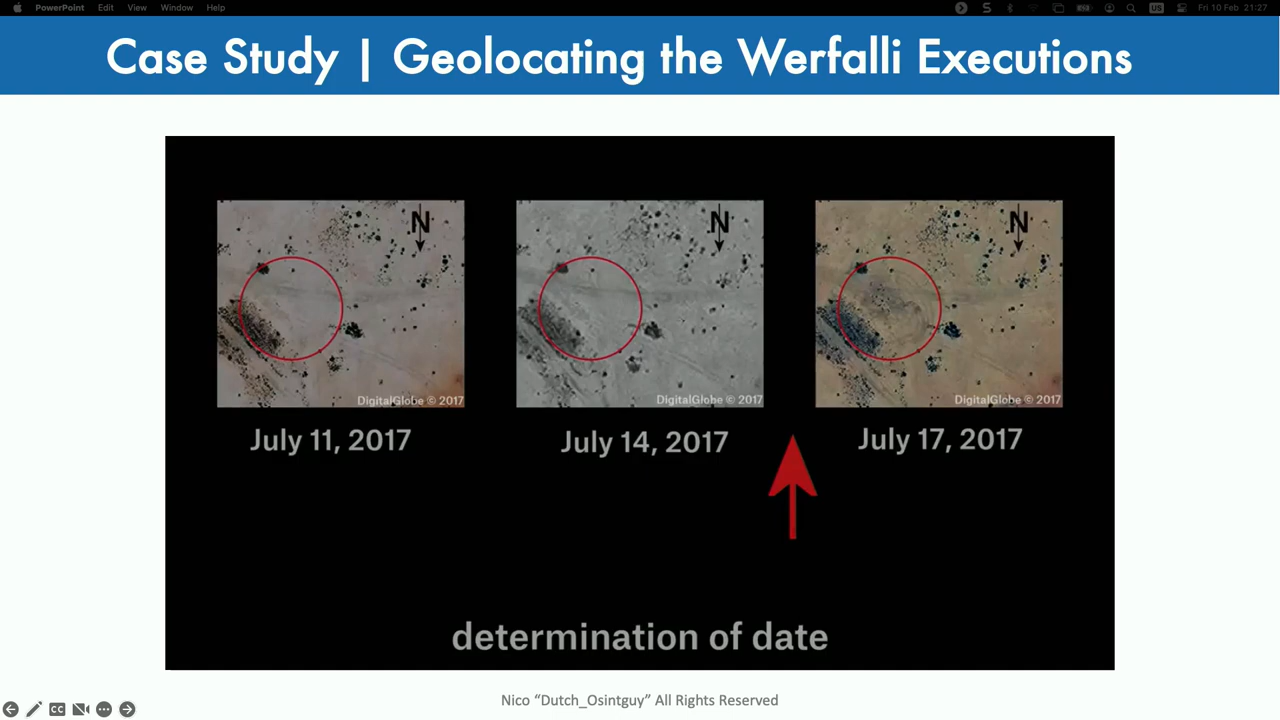 PowerPoint Edit View Window Help US Fri 10 Feb 21:27
Case Study | Geolocating the Werfalli Executions
N N N
DigitalGlobe © 2017 DigitalGlobe © 2017 DigitalGlobe © 2017
July 11, 2017 July 14, 2017 July 17, 2017
determination of date
Nico “Dutch_Osintguy” All Rights Reserved
CC